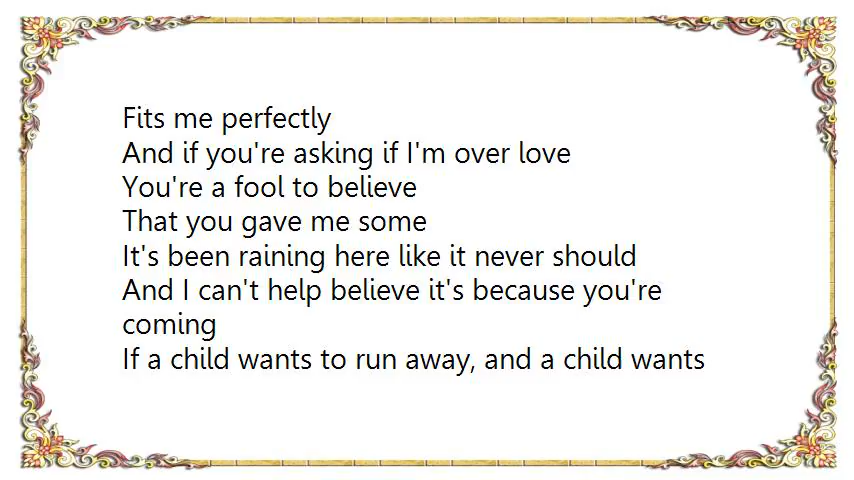 Fits me perfectly
And if you're asking if I'm over love
You're a fool to believe
That you gave me some
It's been raining here like it never should
And I can't help believe it's because you're
coming
If a child wants to run away, and a child wants